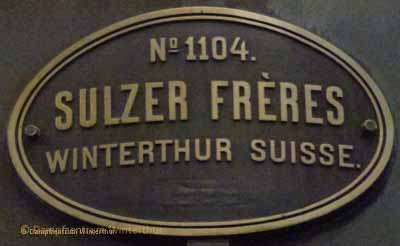 Nº 1104.
SULZER FRÈRES
WINTERTHUR SUISSE.